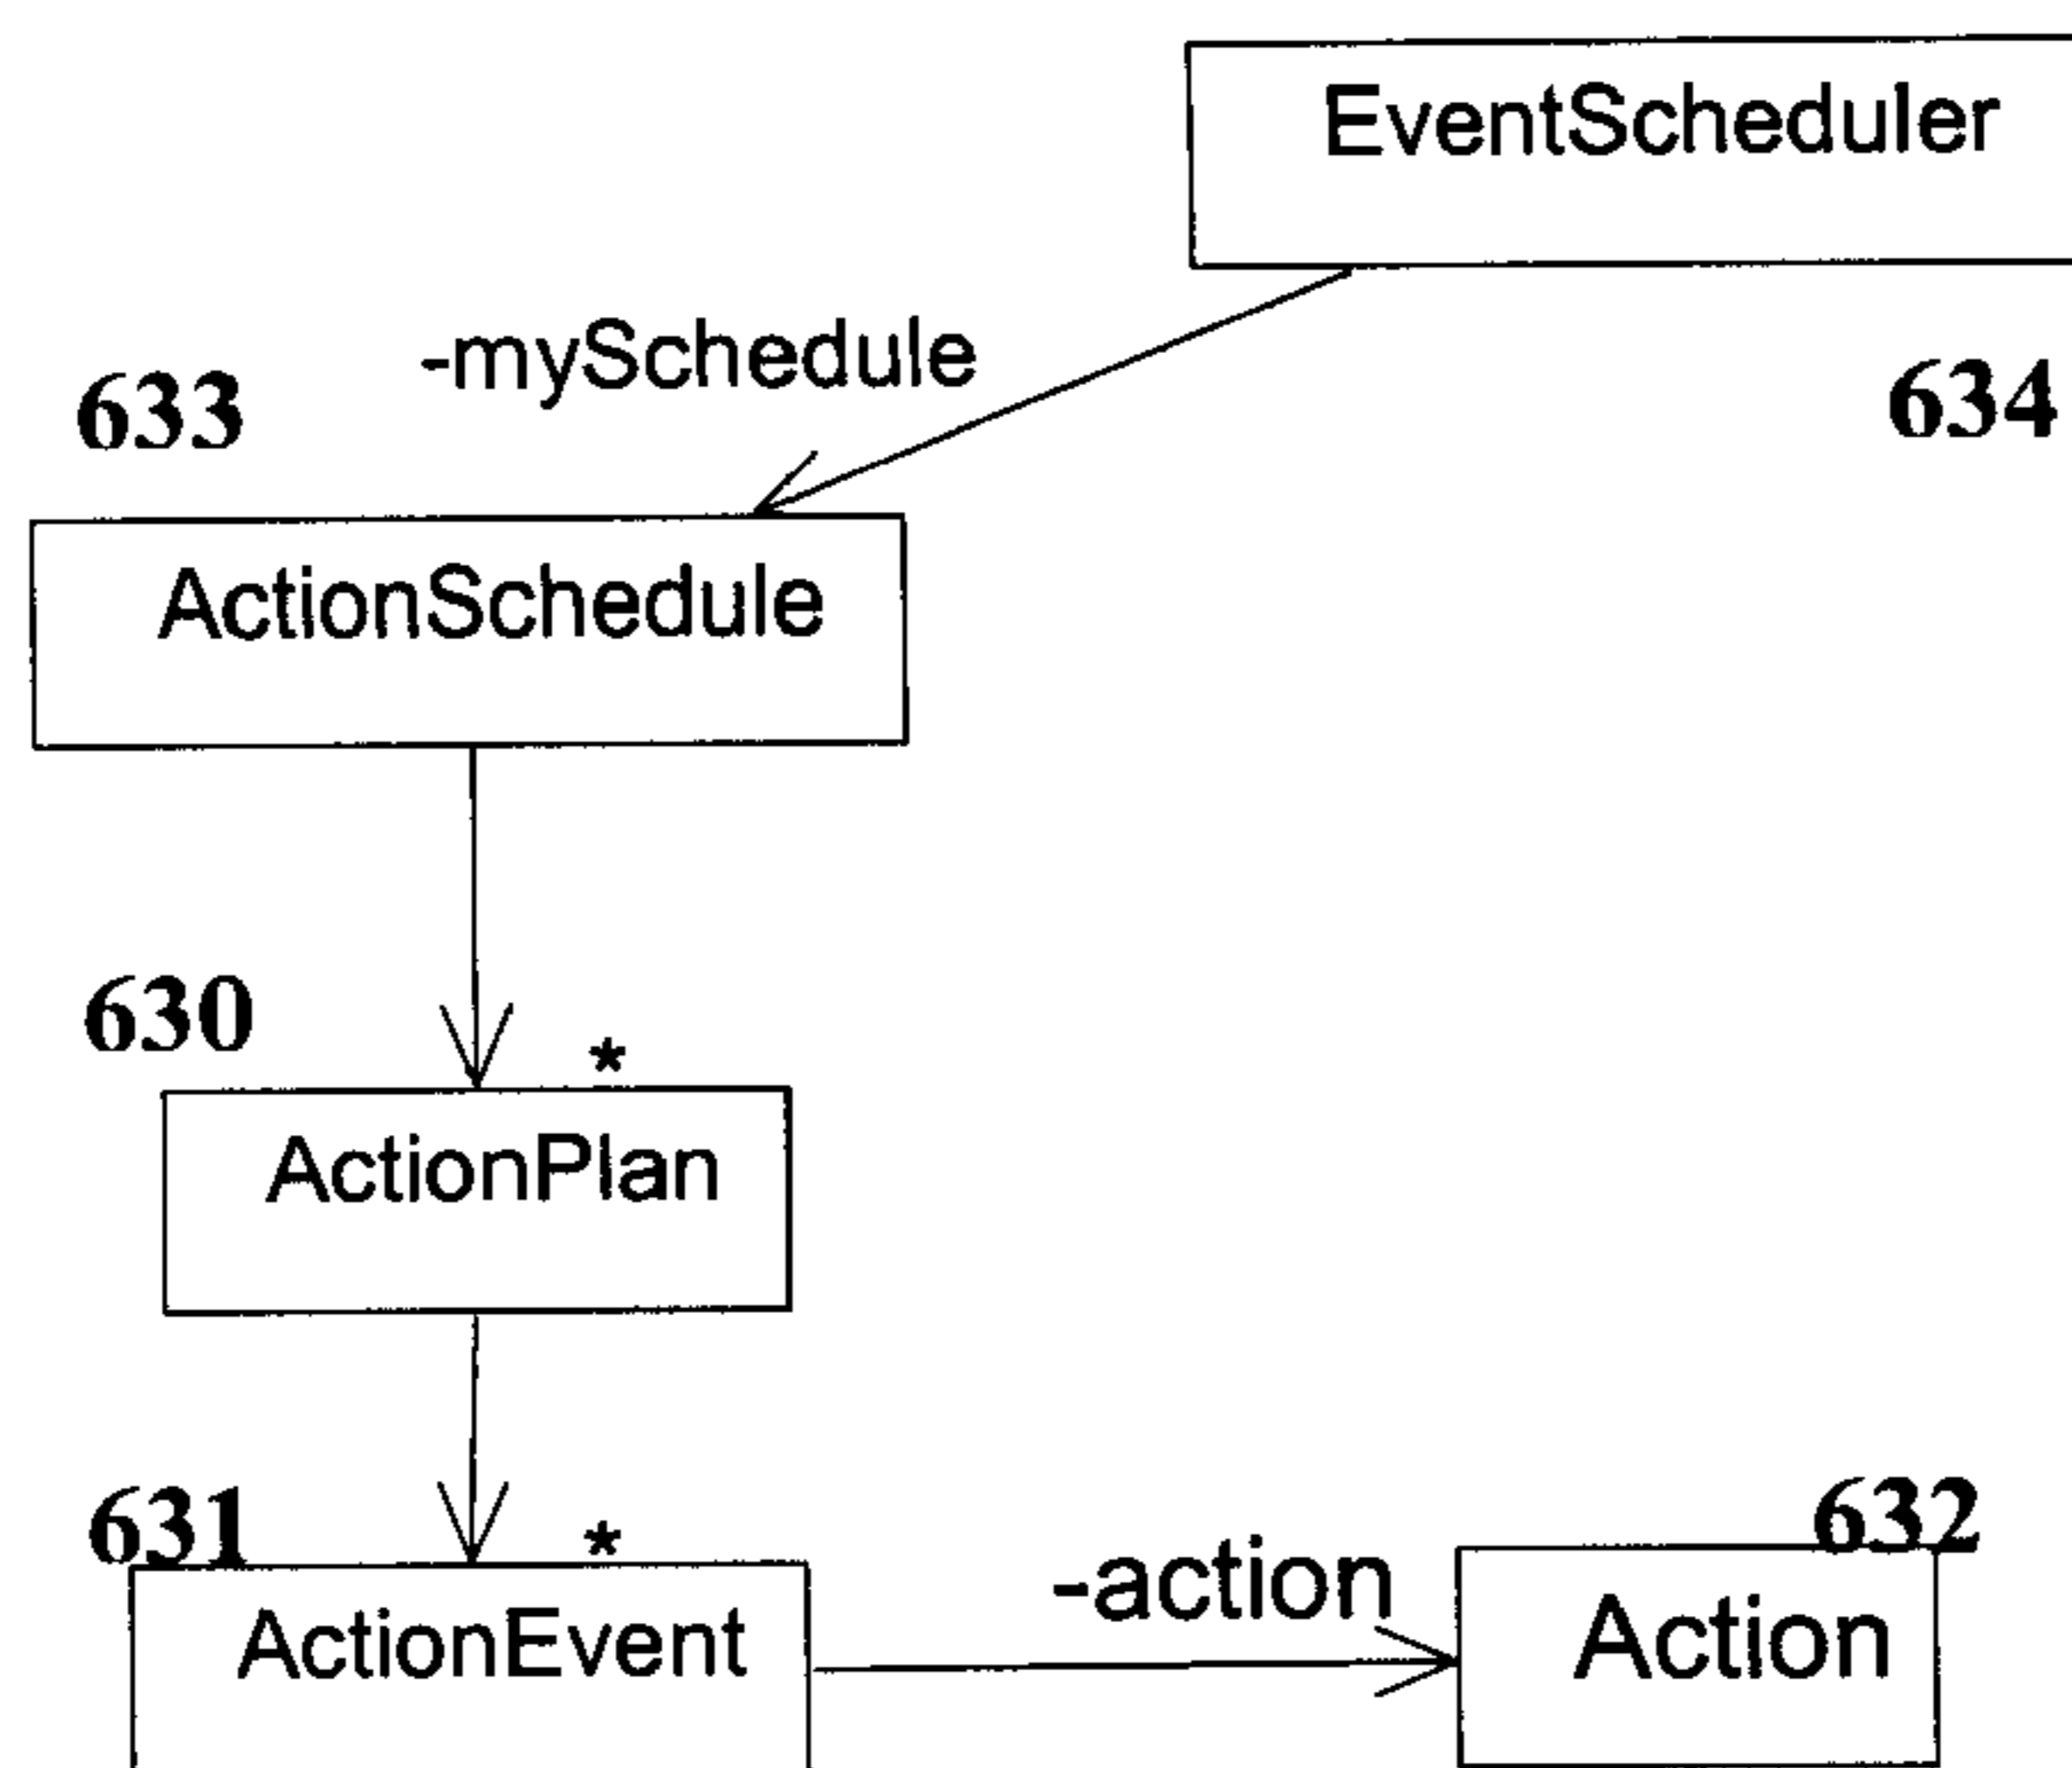 EventScheduler
-mySchedule
633
634
ActionSchedule
630
*
ActionPlan
631
*
632
-action
ActionEvent
Action